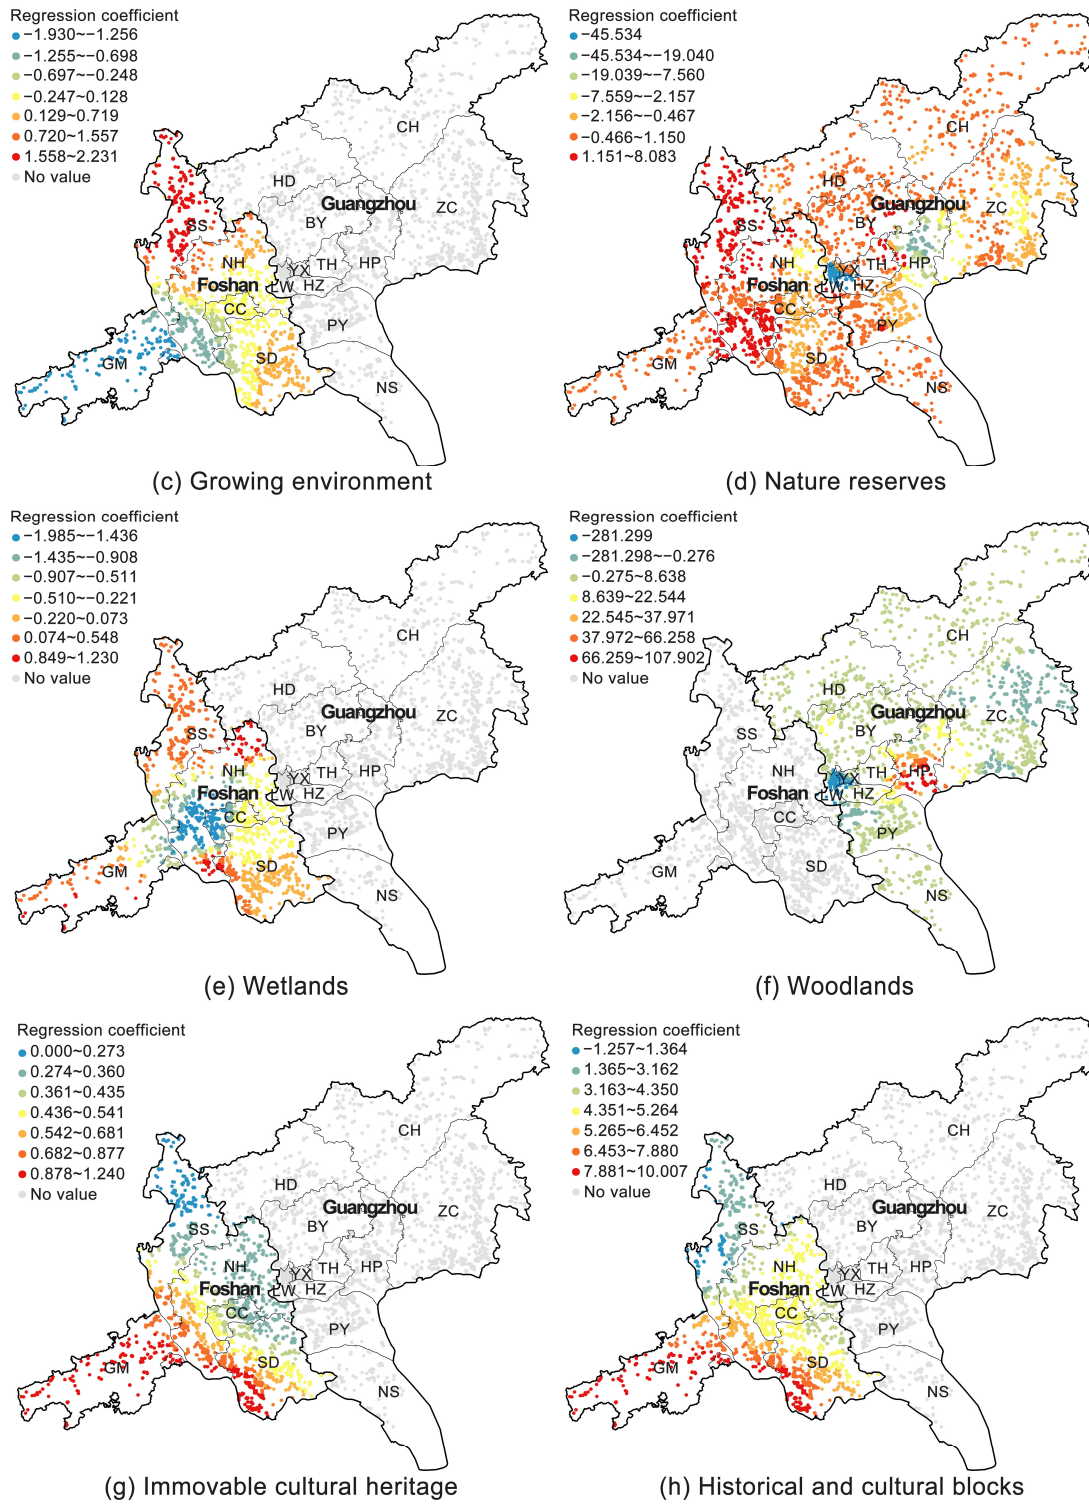 Regression coefficient
−1.930~−1.256
−1.255~−0.698
−0.697~−0.248
−0.247~0.128
0.129~0.719
0.720~1.557
1.558~2.231
No value
CH
HD
Guangzhou
ZC
BY
SS
NH
TH
HP
YX
Foshan
LW
HZ
CC
PY
SD
GM
NS
(c) Growing environment
Regression coefficient
−45.534
−45.534~−19.040
−19.039~−7.560
−7.559~−2.157
−2.156~−0.467
−0.466~1.150
1.151~8.083
CH
HD
Guangzhou
ZC
BY
SS
NH
TH
HP
YX
Foshan
LW
HZ
CC
PY
SD
GM
NS
(d) Nature reserves
Regression coefficient
−1.985~−1.436
−1.435~−0.908
−0.907~−0.511
−0.510~−0.221
−0.220~0.073
0.074~0.548
0.849~1.230
No value
CH
HD
Guangzhou
ZC
BY
SS
NH
TH
HP
YX
Foshan
LW
HZ
CC
PY
SD
GM
NS
(e) Wetlands
Regression coefficient
−281.299
−281.298~−0.276
−0.275~8.638
8.639~22.544
22.545~37.971
37.972~66.258
66.259~107.902
No value
CH
HD
Guangzhou
ZC
BY
SS
NH
TH
HP
YX
Foshan
LW
HZ
CC
PY
SD
GM
NS
(f) Woodlands
Regression coefficient
0.000~0.273
0.274~0.360
0.361~0.435
0.436~0.541
0.542~0.681
0.682~0.877
0.878~1.240
No value
CH
HD
Guangzhou
ZC
BY
SS
NH
TH
HP
YX
Foshan
LW
HZ
CC
PY
SD
GM
NS
(g) Immovable cultural heritage
Regression coefficient
−1.257~1.364
1.365~3.162
3.163~4.350
4.351~5.264
5.265~6.452
6.453~7.880
7.881~10.007
No value
CH
HD
Guangzhou
ZC
BY
SS
NH
TH
HP
YX
Foshan
LW
HZ
CC
PY
SD
GM
NS
(h) Historical and cultural blocks